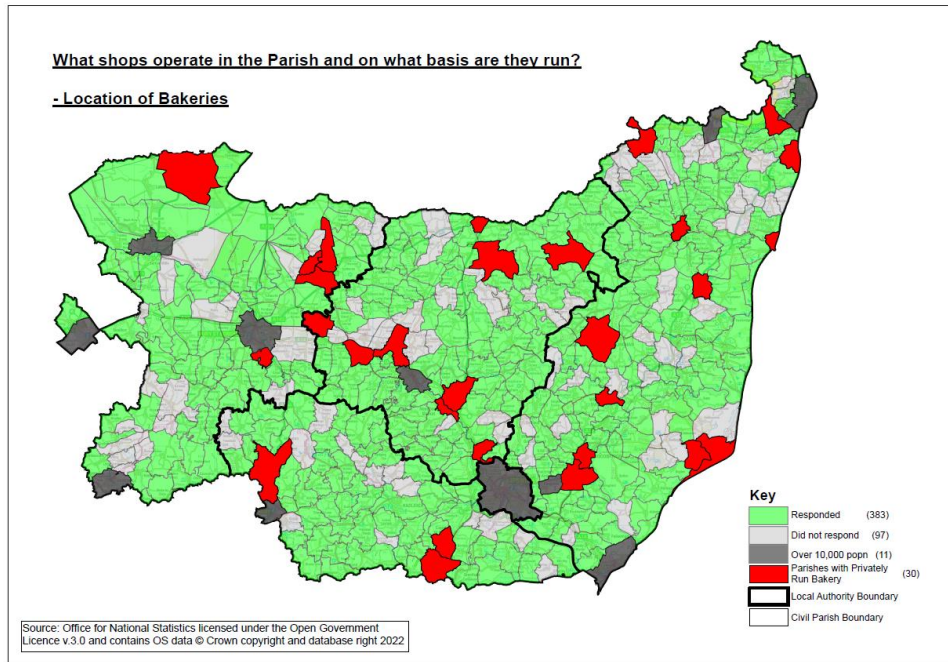 What shops operate in the Parish and on what basis are they run?
- Location of Bakeries
Key
Responded (383)
Did not respond (97)
Over 10,000 popn (11)
Parishes with Privately
Run Bakery (30)
Local Authority Boundary
Civil Parish Boundary
Source: Office for National Statistics licensed under the Open Government
Licence v.3.0 and contains OS data © Crown copyright and database right 2022